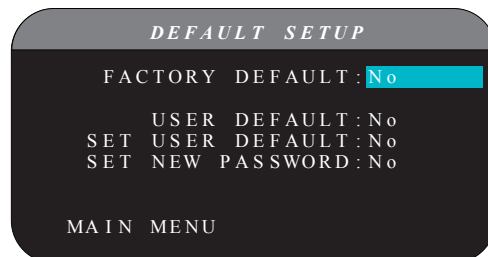 DEFAULT SETUP
FACTORY DEFAULT:No
USER DEFAULT:No
SET USER DEFAULT:No
SET NEW PASSWORD:No
MAIN MENU